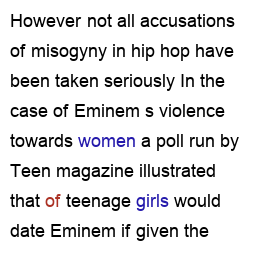 However not all accusations
of misogyny in hip hop have
been taken seriously In the
case of Eminem s violence
towards women a poll run by
Teen magazine illustrated
that of teenage girls would
date Eminem if given the